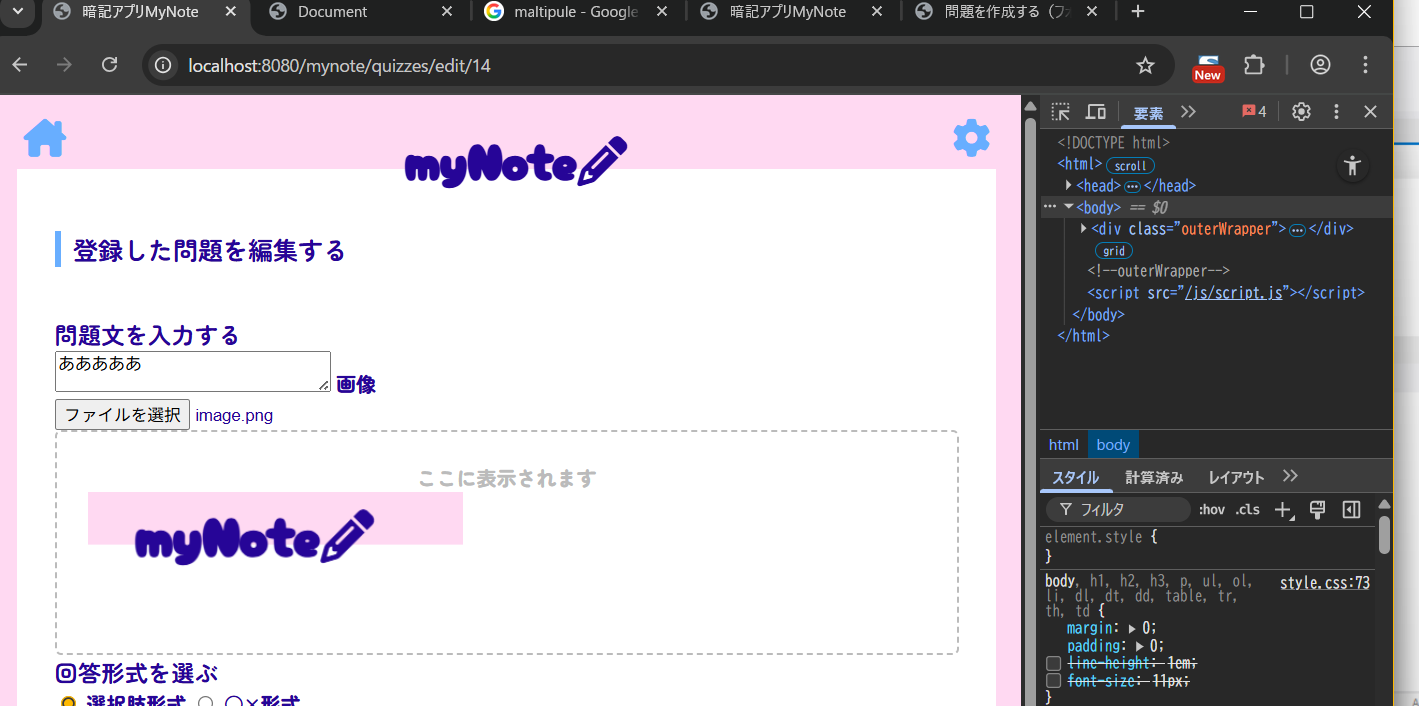 暗記アプリMyNote
Document
maltipule - Google
暗記アプリMyNote
問題を作成する（フォ
localhost:8080/mynote/quizzes/edit/14
New
myNote
登録した問題を編集する
問題文を入力する
あああああ
画像
ファイルを選択 image.png
ここに表示されます
myNote
回答形式を選ぶ
選択肢形式 〇×形式
要素
4
<!DOCTYPE html>
<html> scroll
<head> … </head>
<body> == $0
<div class="outerWrapper"> … </div>
grid
<!--outerWrapper-->
<script src="/js/script.js"></script>
</body>
</html>
html body
スタイル 計算済み レイアウト
フィルタ :hov .cls
element.style {
}
body, h1, h2, h3, p, ul, ol, style.css:73
li, dl, dt, dd, table, tr,
th, td {
margin: 0;
padding: 0;
line-height: 1em;
font-size: 11px;
}